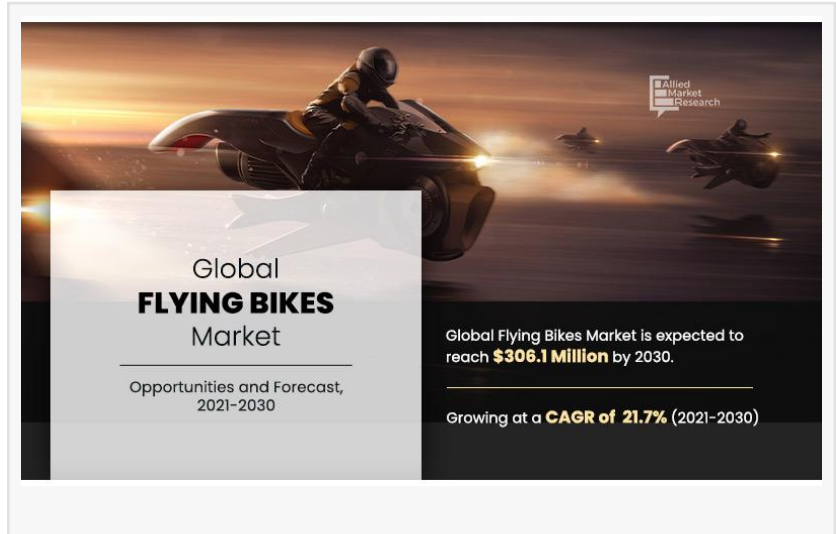 Allied
Market
Research
Global
FLYING BIKES
Market
Opportunities and Forecast,
2021-2030
Global Flying Bikes Market is expected to
reach $306.1 Million by 2030.
Growing at a CAGR of 21.7% (2021-2030)